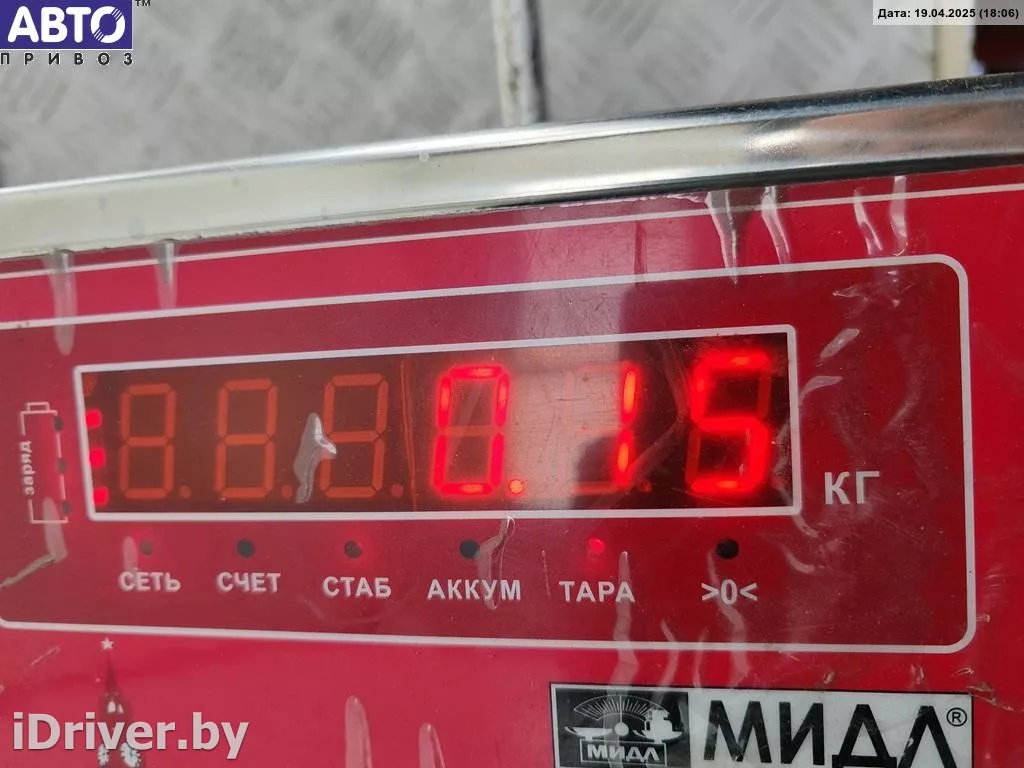 АВТО™
ПРИВОЗ
Дата: 19.04.2025 (18:06)
0.15
КГ
заряд
СЕТЬ СЧЕТ СТАБ АККУМ ТАРА >0<
МИДЛ
МИДЛ®
iDriver.by